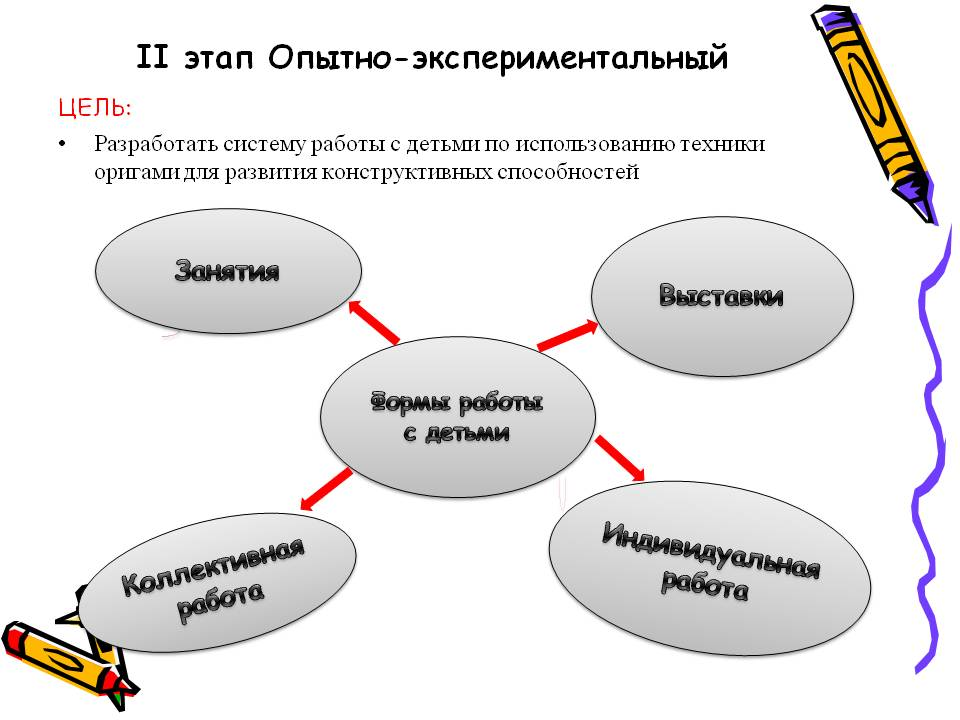 II этап Опытно-экспериментальный
ЦЕЛЬ:
• Разработать систему работы с детьми по использованию техники
оригами для развития конструктивных способностей
Занятия
Выставки
Формы работы
с детьми
Коллективная
работа
Индивидуальная
работа